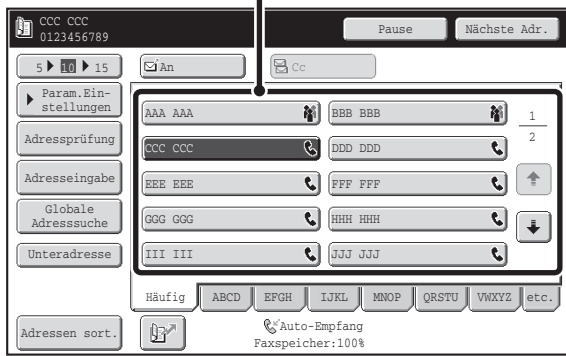 CCC CCC
0123456789
Pause
Nächste Adr.
5 10 15
An
Cc
Param.Ein-
stellungen
Adressprüfung
Adresseingabe
Globale
Adresssuche
Unteradresse
Adressen sort.
AAA AAA
BBB BBB
CCC CCC
DDD DDD
EEE EEE
FFF FFF
GGG GGG
HHH HHH
III III
JJJ JJJ
1
2
Häufig
ABCD
EFGH
IJKL
MNOP
QRSTU
VWXYZ
etc.
Auto-Empfang
Faxspeicher:100%